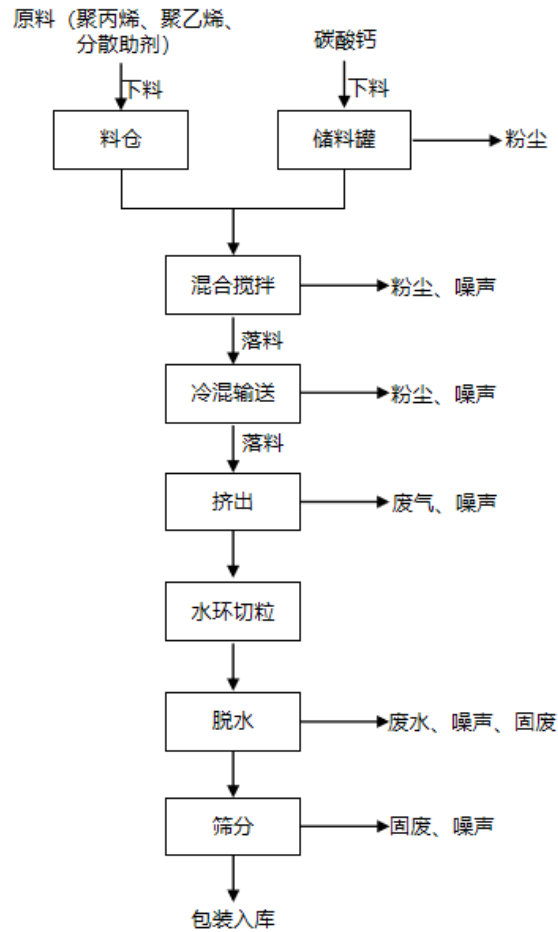 原料（聚丙烯、聚乙烯、
分散助剂）
碳酸钙
下料
下料
料仓
储料罐
粉尘
混合搅拌
粉尘、噪声
落料
冷混输送
粉尘、噪声
落料
挤出
废气、噪声
水环切粒
脱水
废水、噪声、固废
筛分
固废、噪声
包装入库